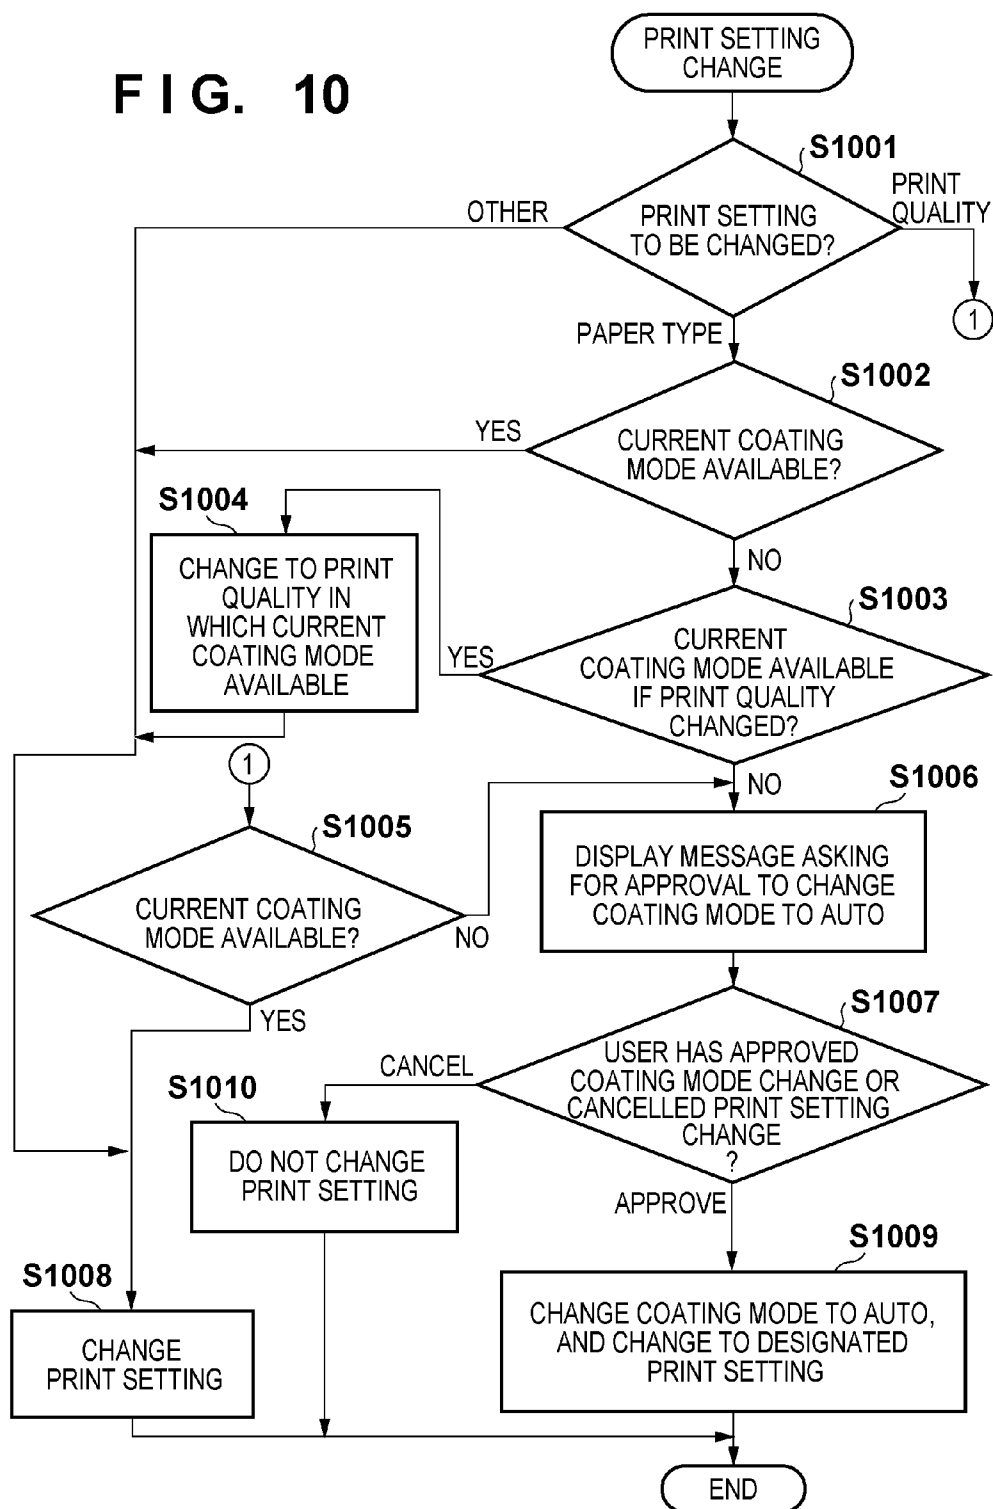 FIG. 10
PRINT SETTING
CHANGE
S1001
PRINT SETTING
TO BE CHANGED?
OTHER
PRINT
QUALITY
1
PAPER TYPE
S1002
CURRENT COATING
MODE AVAILABLE?
YES
NO
S1004
CHANGE TO PRINT
QUALITY IN
WHICH CURRENT
COATING MODE
AVAILABLE
S1003
CURRENT
COATING MODE AVAILABLE
IF PRINT QUALITY
CHANGED?
YES
NO
1
S1005
CURRENT COATING
MODE AVAILABLE?
NO
YES
S1006
DISPLAY MESSAGE ASKING
FOR APPROVAL TO CHANGE
COATING MODE TO AUTO
S1007
USER HAS APPROVED
COATING MODE CHANGE OR
CANCELLED PRINT SETTING
CHANGE
?
CANCEL
APPROVE
S1010
DO NOT CHANGE
PRINT SETTING
S1008
CHANGE
PRINT SETTING
S1009
CHANGE COATING MODE TO AUTO,
AND CHANGE TO DESIGNATED
PRINT SETTING
END